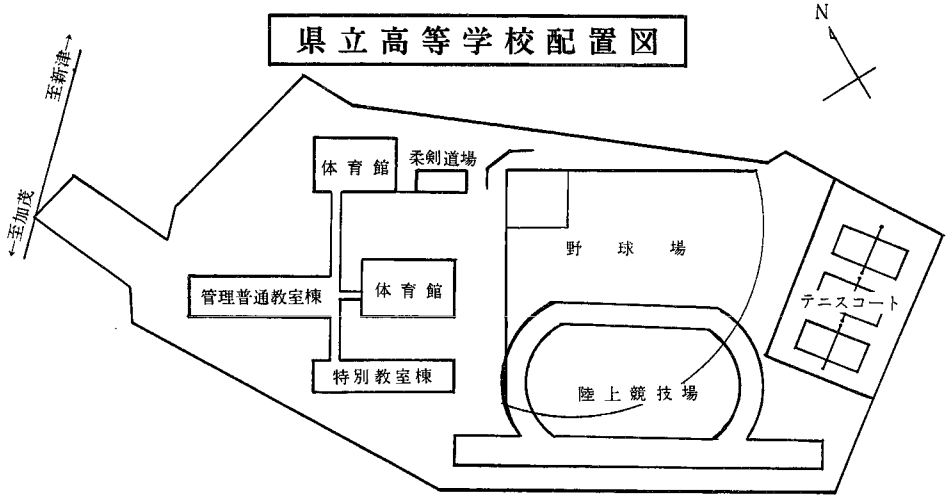 県立高等学校配置図
N
至新津→
←至加茂
体育館
柔剣道場
野球場
管理普通教室棟
体育館
テニスコート
特別教室棟
陸上競技場